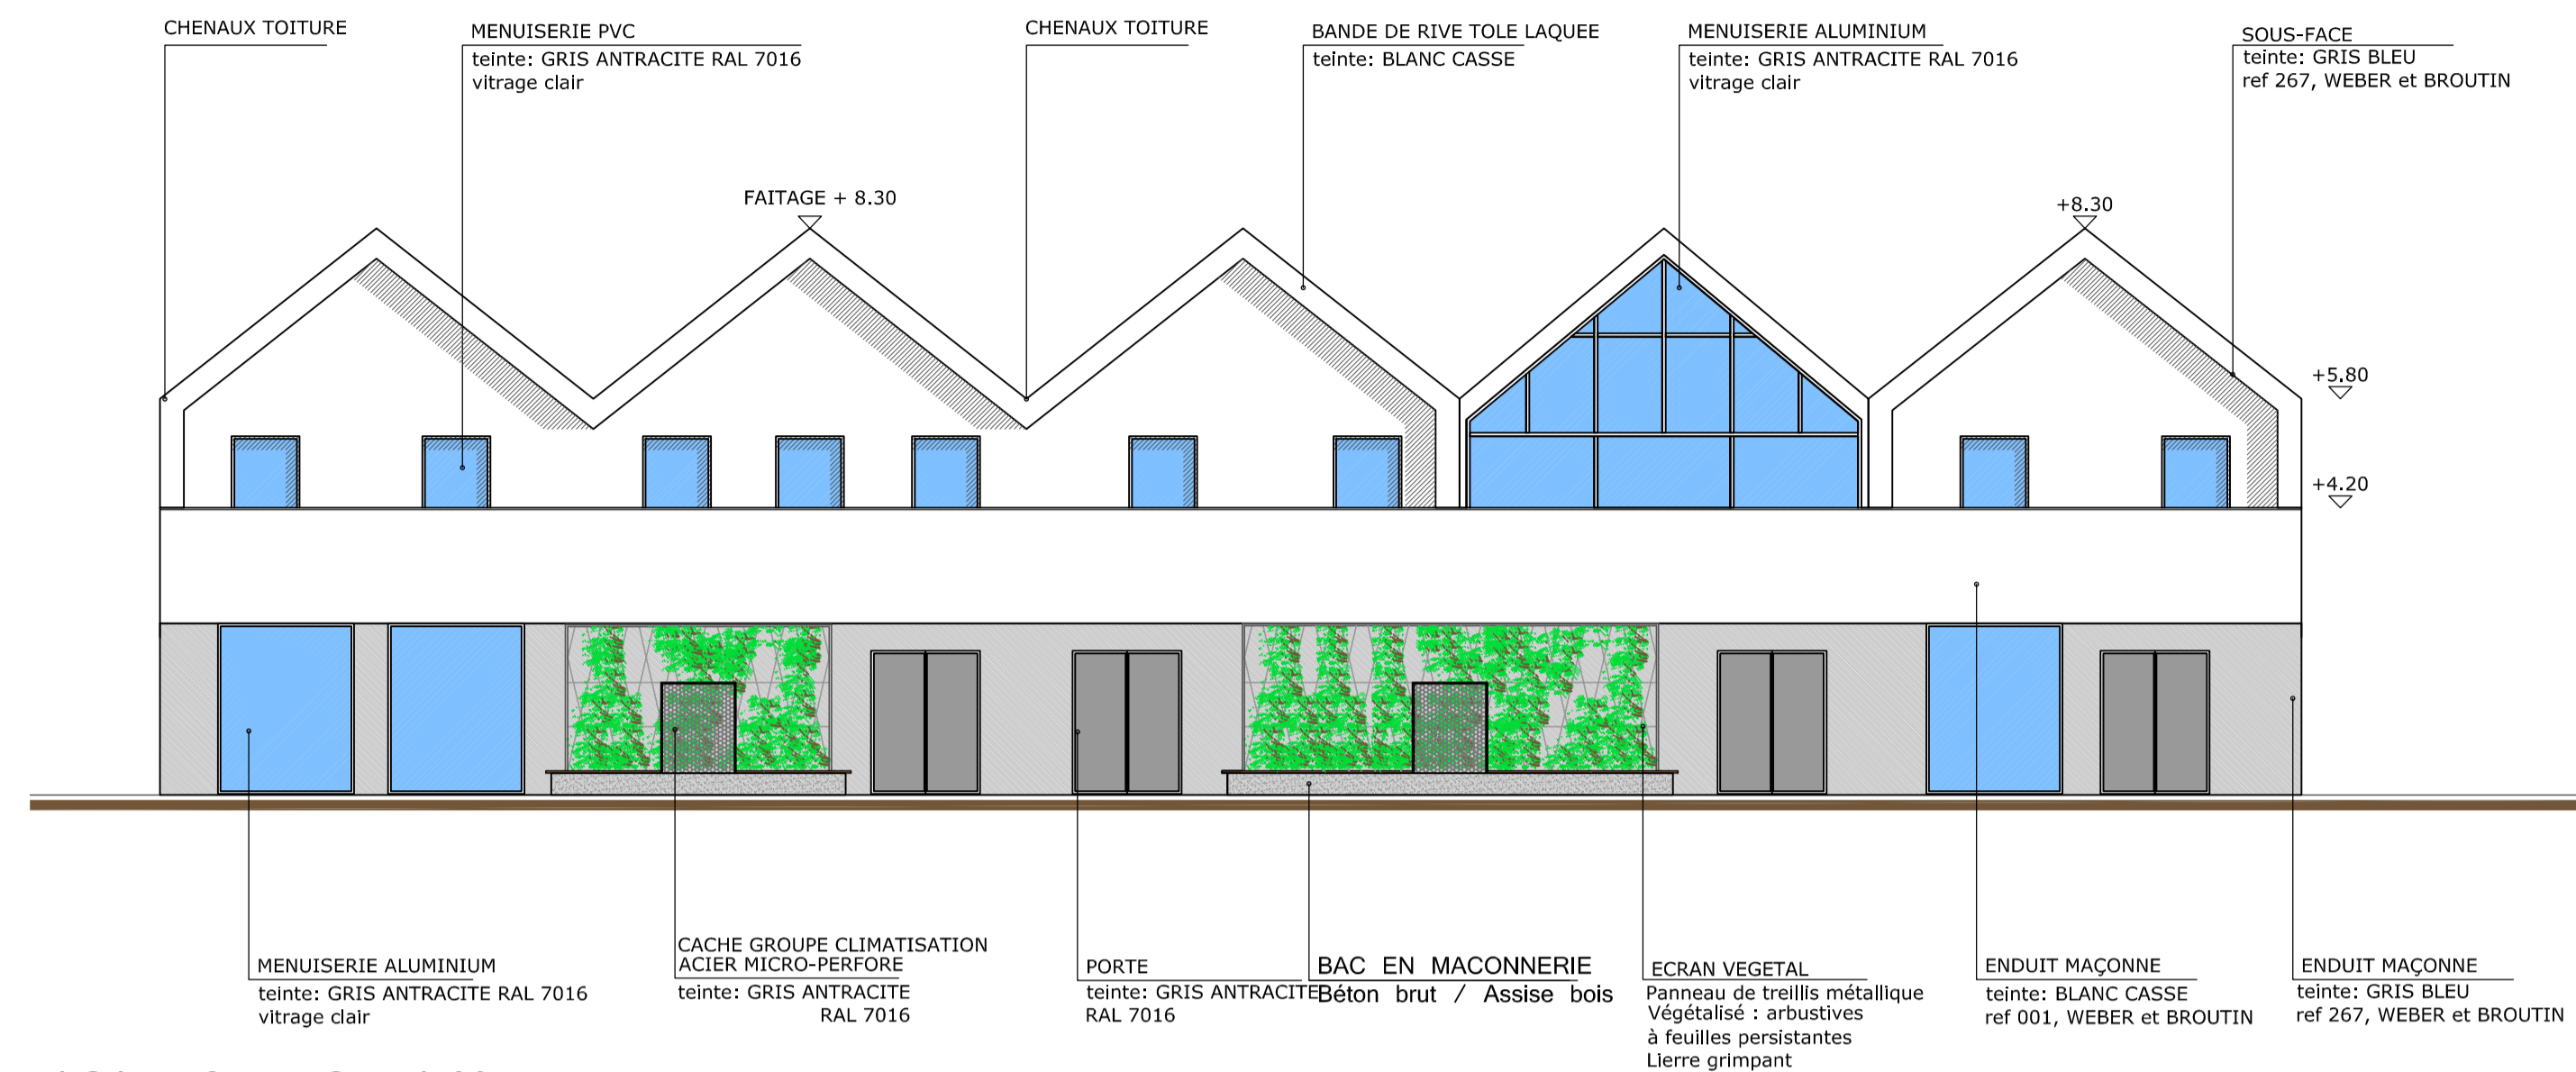 CHENAUX TOITURE
MENUISERIE PVC
teinte: GRIS ANTRACITE RAL 7016
vitrage clair
CHENAUX TOITURE
BANDE DE RIVE TOLE LAQUEE
teinte: BLANC CASSE
MENUISERIE ALUMINIUM
teinte: GRIS ANTRACITE RAL 7016
vitrage clair
SOUS-FACE
teinte: GRIS BLEU
ref 267, WEBER et BROUTIN
FAITAGE + 8.30
+8.30
+5.80
+4.20
MENUISERIE ALUMINIUM
teinte: GRIS ANTRACITE RAL 7016
vitrage clair
CACHE GROUPE CLIMATISATION
ACIER MICRO-PERFORE
teinte: GRIS ANTRACITE
RAL 7016
PORTE
teinte: GRIS ANTRACITE
RAL 7016
BAC EN MACONNERIE
Béton brut / Assise bois
ECRAN VEGETAL
Panneau de treillis métallique
Végétalisé : arbustives
à feuilles persistantes
Lierre grimpant
ENDUIT MAÇONNE
teinte: BLANC CASSE
ref 001, WEBER et BROUTIN
ENDUIT MAÇONNE
teinte: GRIS BLEU
ref 267, WEBER et BROUTIN